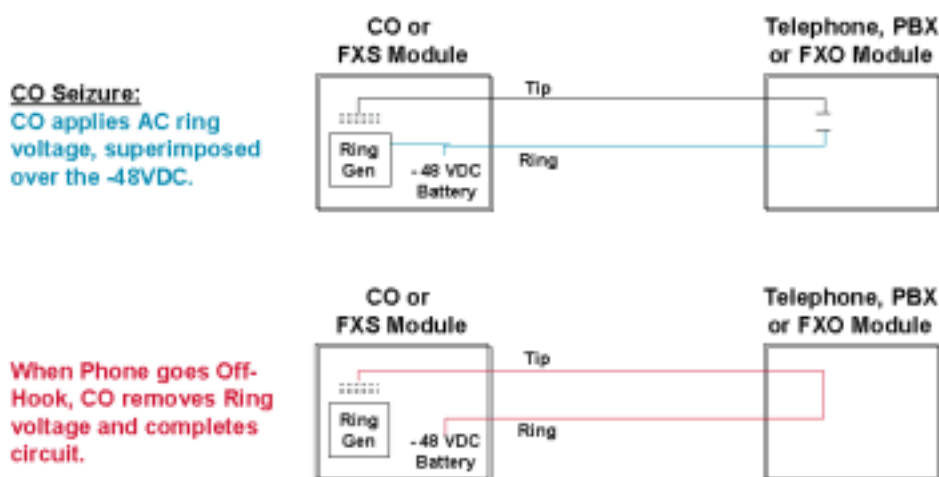 CO or
FXS Module
Telephone, PBX
or FXO Module
CO Seizure:
CO applies AC ring
voltage, superimposed
over the -48VDC.
Tip
Ring
Gen
Ring
- 48 VDC
Battery
CO or
FXS Module
Telephone, PBX
or FXO Module
When Phone goes Off-
Hook, CO removes Ring
voltage and completes
circuit.
Tip
Ring
Gen
Ring
- 48 VDC
Battery